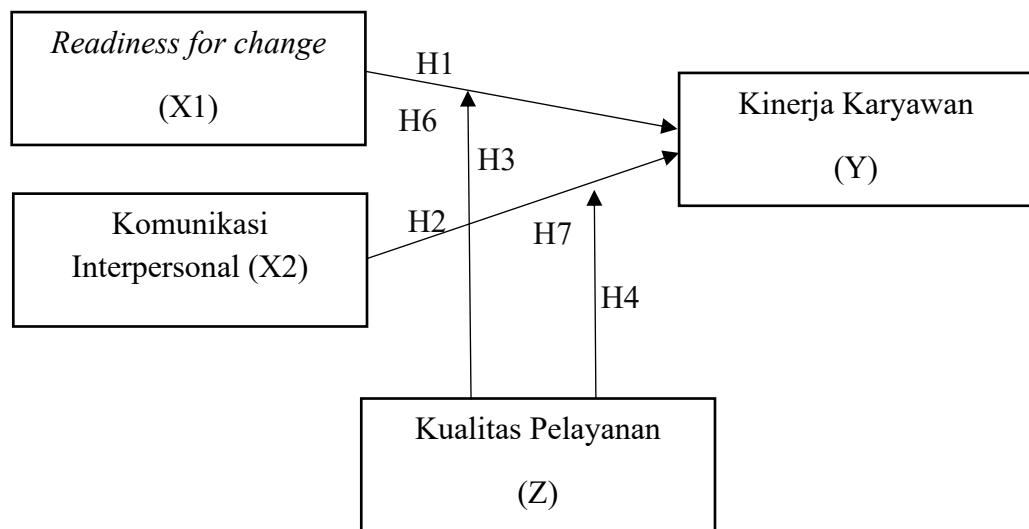 Readiness for change
(X1)
H1
Kinerja Karyawan
(Y)
H6
H3
Komunikasi
Interpersonal (X2)
H2
H7
H4
Kualitas Pelayanan
(Z)